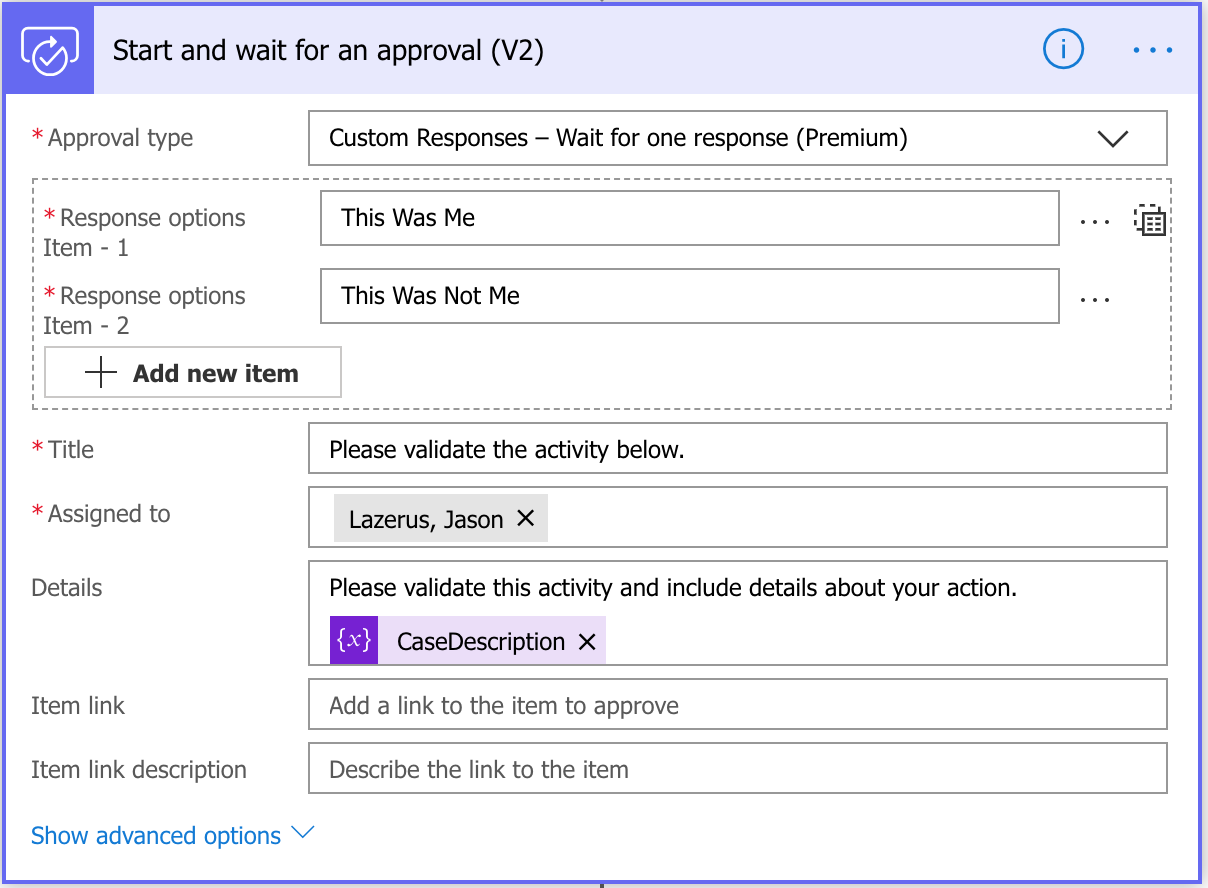 Start and wait for an approval (V2)
* Approval type
Custom Responses – Wait for one response (Premium)
* Response options
Item - 1
This Was Me
* Response options
Item - 2
This Was Not Me
Add new item
* Title
Please validate the activity below.
* Assigned to
Lazerus, Jason
Details
Please validate this activity and include details about your action.
{x} CaseDescription
Item link
Add a link to the item to approve
Item link description
Describe the link to the item
Show advanced options